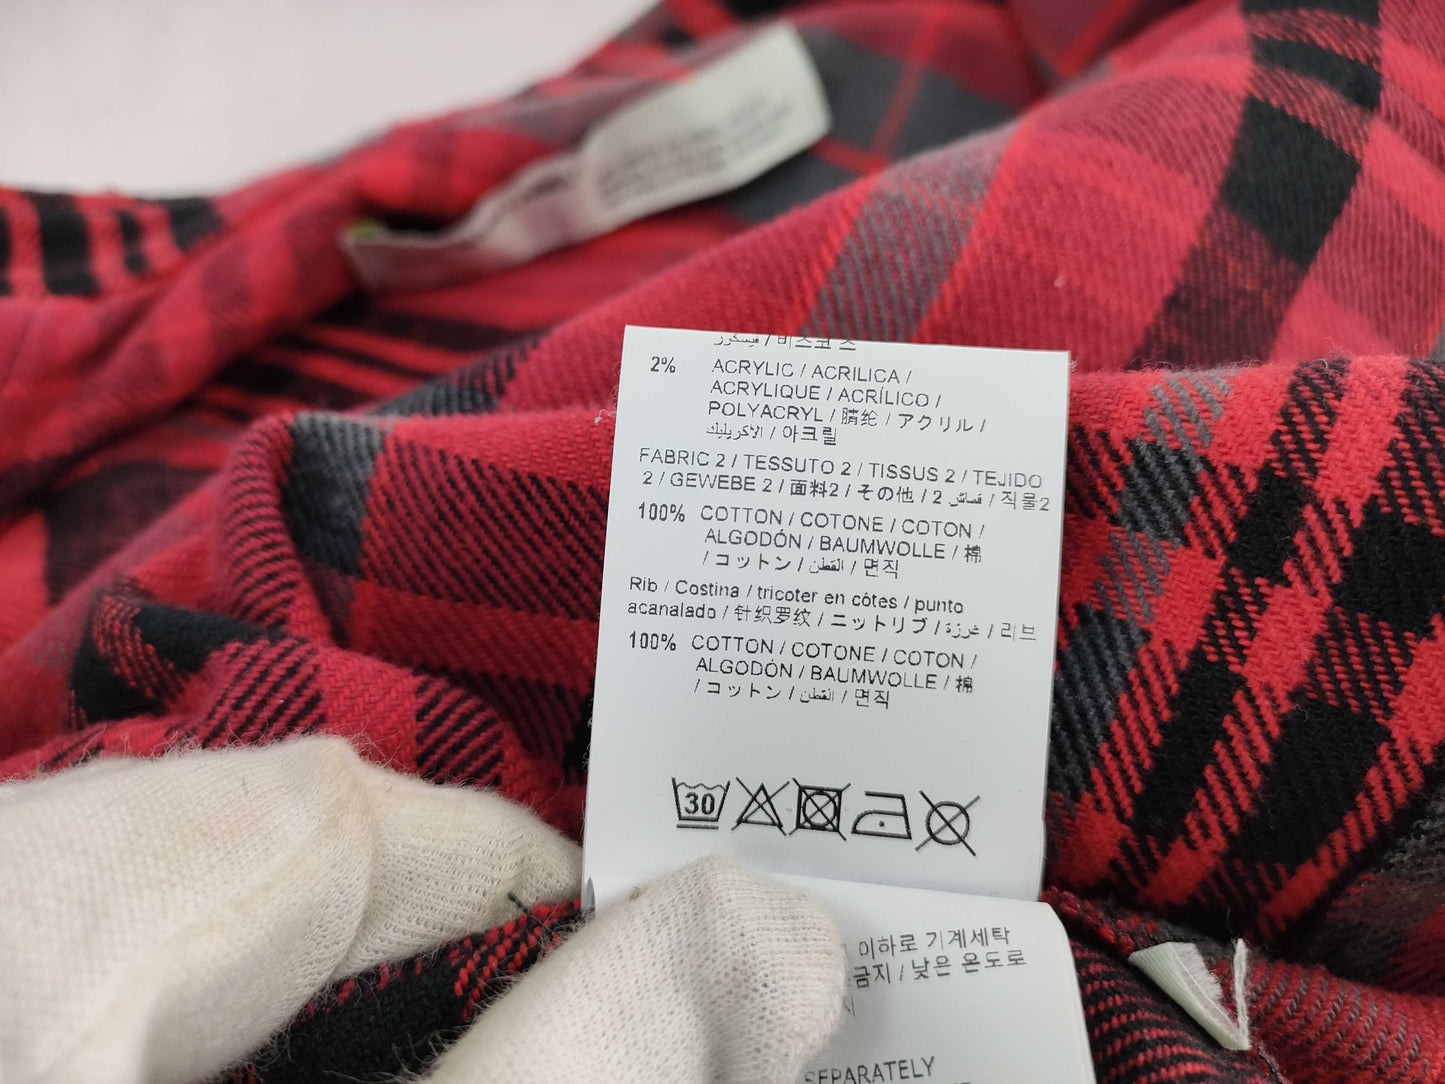 فيسكوز / 비스코스
2% ACRYLIC / ACRILICA /
ACRYLIQUE / ACRÍLICO /
POLYACRYL / 腈纶 / アクリル /
الاكريليك / 아크릴
FABRIC 2 / TESSUTO 2 / TISSUS 2 / TEJIDO
2 / GEWEBE 2 / 面料2 / その他 / 2 قماش / 직물2
100% COTTON / COTONE / COTON /
ALGODÓN / BAUMWOLLE / 棉
/ コットン / القطن / 면직
Rib / Costina / tricoter en côtes / punto
acanalado / 针织罗纹 / ニットリブ / غرزة / 리브
100% COTTON / COTONE / COTON /
ALGODÓN / BAUMWOLLE / 棉
/ コットン / القطن / 면직
30
이하로 기계세탁
금지 / 낮은 온도로
지
SEPARATELY